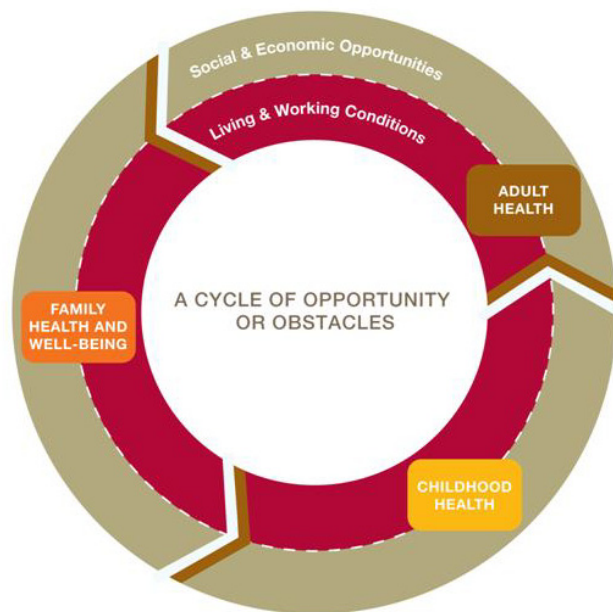 Social & Economic Opportunities
Living & Working Conditions
ADULT
HEALTH
A CYCLE OF OPPORTUNITY
OR OBSTACLES
FAMILY
HEALTH AND
WELL-BEING
CHILDHOOD
HEALTH